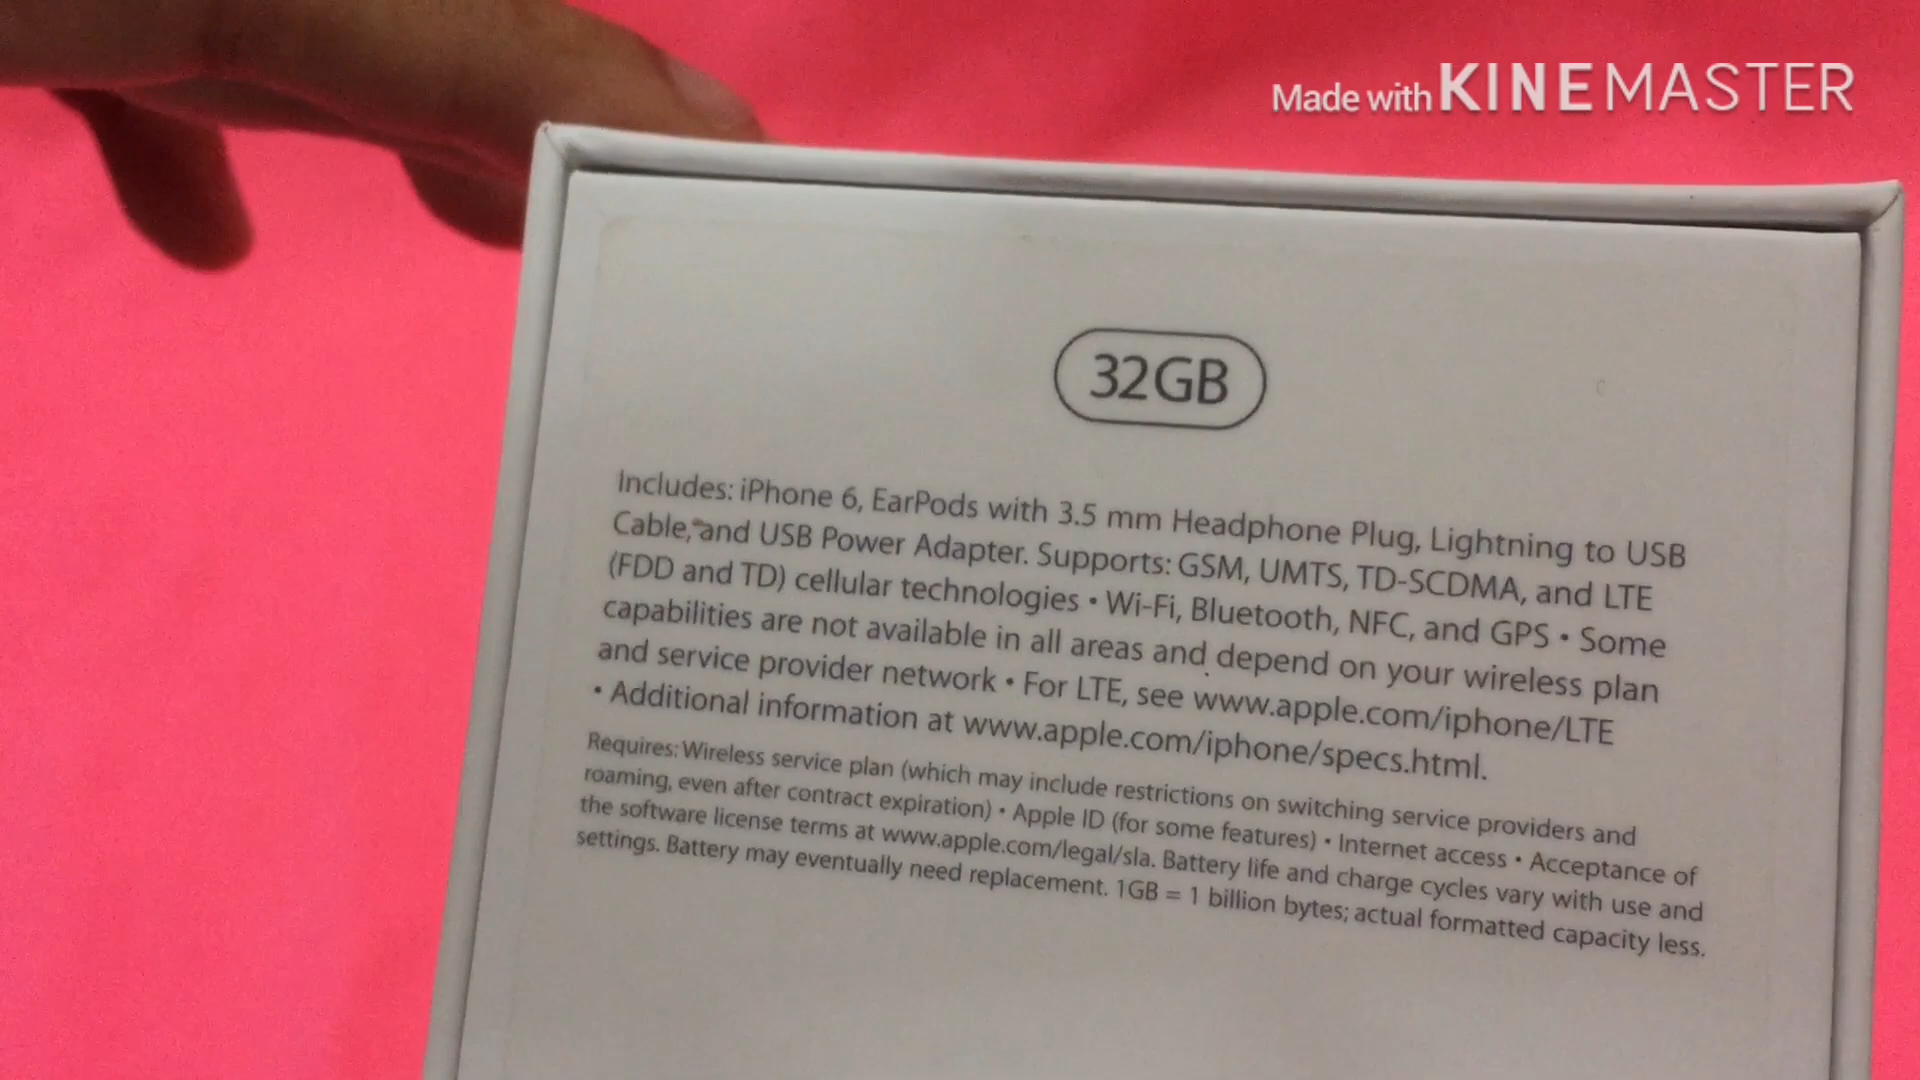 Made with KINEMASTER
32GB
Includes: iPhone 6, EarPods with 3.5 mm Headphone Plug, Lightning to USB
Cable, and USB Power Adapter. Supports: GSM, UMTS, TD-SCDMA, and LTE
(FDD and TD) cellular technologies • Wi-Fi, Bluetooth, NFC, and GPS • Some
capabilities are not available in all areas and depend on your wireless plan
and service provider network • For LTE, see www.apple.com/iphone/LTE
• Additional information at www.apple.com/iphone/specs.html.
Requires: Wireless service plan (which may include restrictions on switching service providers and
roaming, even after contract expiration) • Apple ID (for some features) • Internet access • Acceptance of
the software license terms at www.apple.com/legal/sla. Battery life and charge cycles vary with use and
settings. Battery may eventually need replacement. 1GB = 1 billion bytes; actual formatted capacity less.